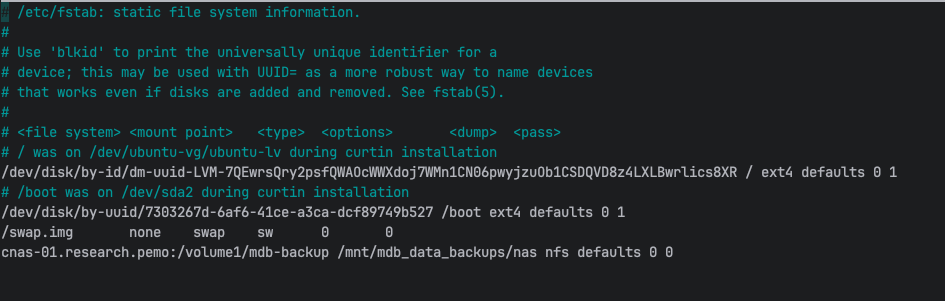 # /etc/fstab: static file system information.
#
# Use 'blkid' to print the universally unique identifier for a
# device; this may be used with UUID= as a more robust way to name devices
# that works even if disks are added and removed. See fstab(5).
#
# <file system> <mount point>   <type>  <options>       <dump>  <pass>
# / was on /dev/ubuntu-vg/ubuntu-lv during curtin installation
/dev/disk/by-id/dm-uuid-LVM-7QEwrsQry2psfQWAOcWWXdoj7WMn1CN06pwyjzuOb1CSDQVD8z4LXLBwrlics8XR / ext4 defaults 0 1
# /boot was on /dev/sda2 during curtin installation
/dev/disk/by-uuid/7303267d-6af6-41ce-a3ca-dcf89749b527 /boot ext4 defaults 0 1
/swap.img       none    swap    sw      0       0
cnas-01.research.pemo:/volume1/mdb-backup /mnt/mdb_data_backups/nas nfs defaults 0 0